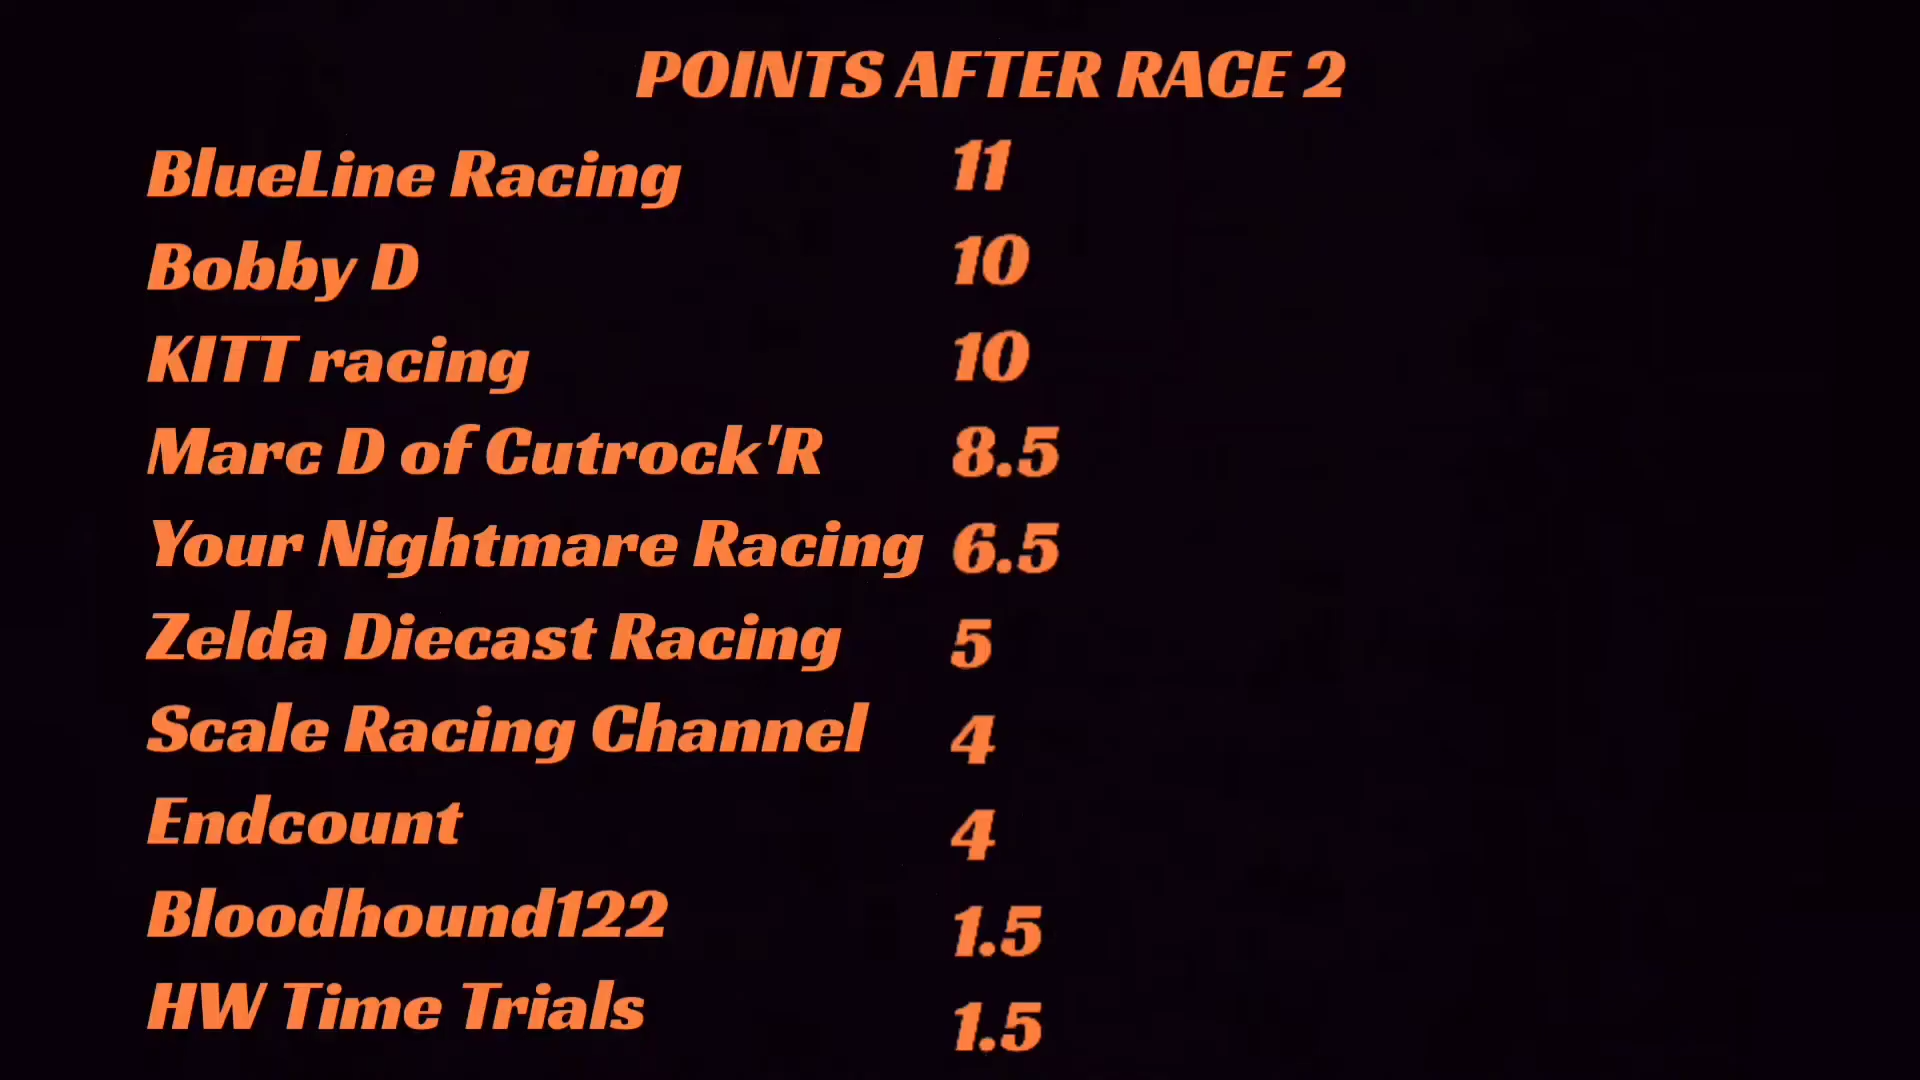 POINTS AFTER RACE 2
BlueLine Racing 11
Bobby D 10
KITT racing 10
Marc D of Cutrock'R 8.5
Your Nightmare Racing 6.5
Zelda Diecast Racing 5
Scale Racing Channel 4
Endcount 4
Bloodhound122 1.5
HW Time Trials 1.5